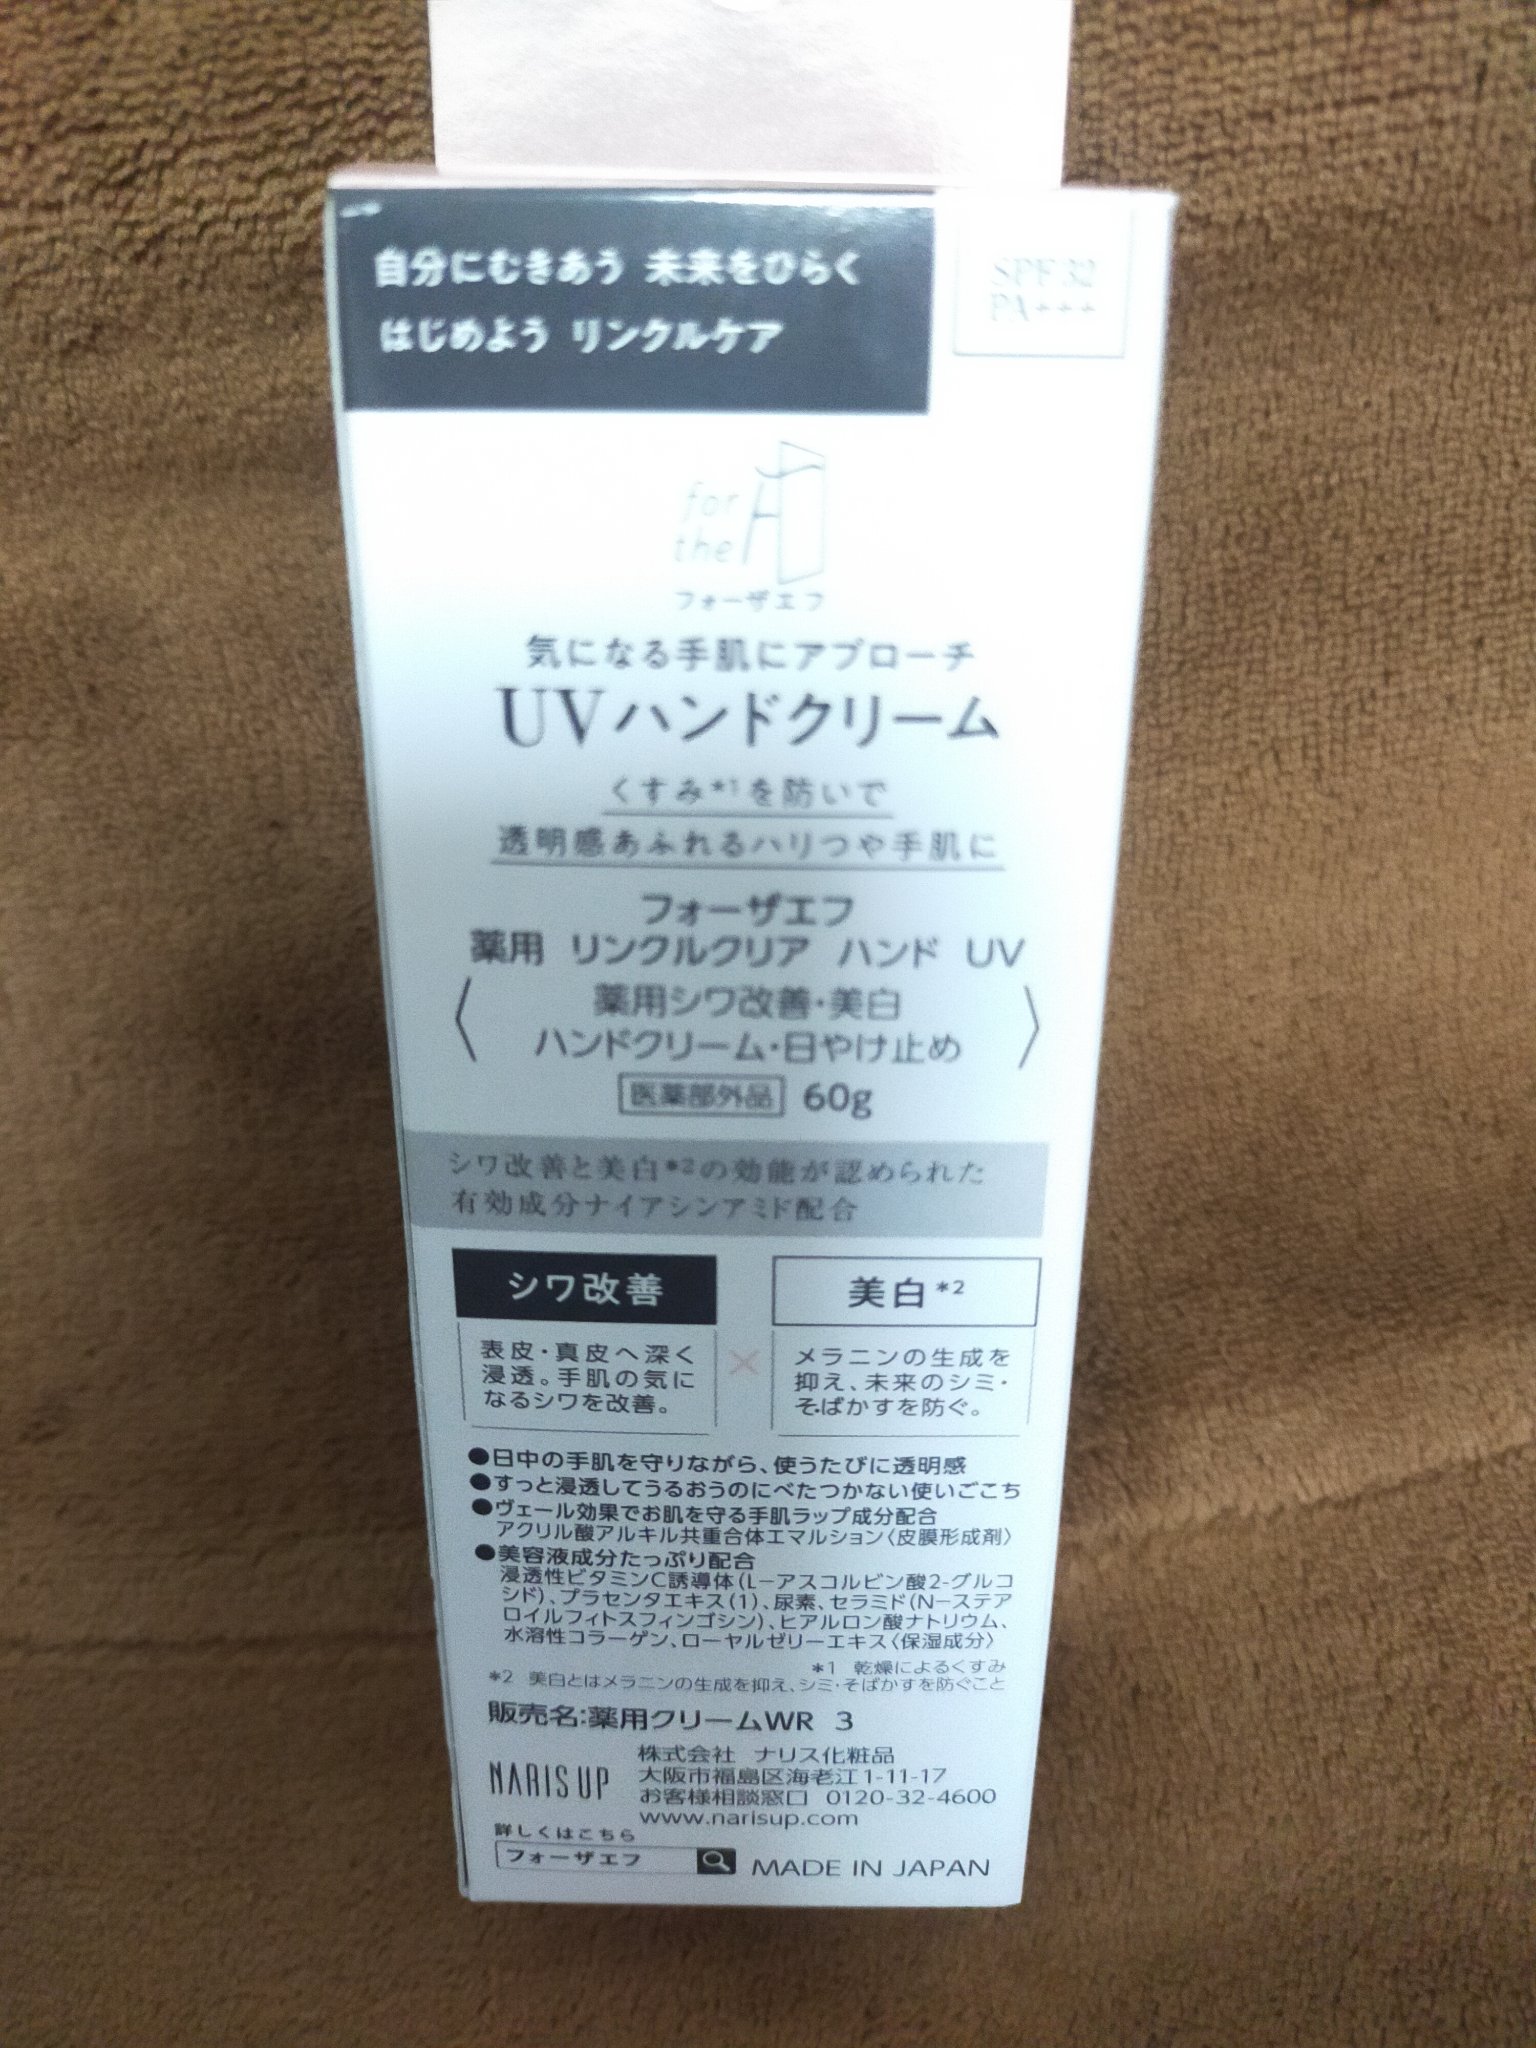 自分にむきあう 未来をひらく
はじめよう リンクルケア
SPF32
PA+++
for
the F
フォーザエフ
気になる手肌にアプローチ
UVハンドクリーム
くすみ*1を防いで
透明感あふれるハリつや手肌に
フォーザエフ
薬用 リンクルクリア ハンド UV
〈薬用シワ改善・美白
ハンドクリーム・日やけ止め〉
医薬部外品 60g
シワ改善と美白*2の効能が認められた
有効成分ナイアシンアミド配合
シワ改善
表皮・真皮へ深く
浸透。手肌の気に
なるシワを改善。
×
美白*2
メラニンの生成を
抑え、未来のシミ・
そばかすを防ぐ。
●日中の手肌を守りながら、使うたびに透明感
●すっと浸透してうるおうのにべたつかない使いごこち
●ヴェール効果でお肌を守る手肌ラップ成分配合
アクリル酸アルキル共重合体エマルション〈皮膜形成剤〉
●美容液成分たっぷり配合
浸透性ビタミンC誘導体(L-アスコルビン酸2-グルコ
シド)、プラセンタエキス(1)、尿素、セラミド(N-ステア
ロイルフィトスフィンゴシン)、ヒアルロン酸ナトリウム、
水溶性コラーゲン、ローヤルゼリーエキス〈保湿成分〉
*1 乾燥によるくすみ
*2 美白とはメラニンの生成を抑え、シミ・そばかすを防ぐこと
販売名:薬用クリームWR 3
NARIS UP
株式会社 ナリス化粧品
大阪市福島区海老江1-11-17
お客様相談窓口 0120-32-4600
www.narisup.com
詳しくはこちら
フォーザエフ
MADE IN JAPAN